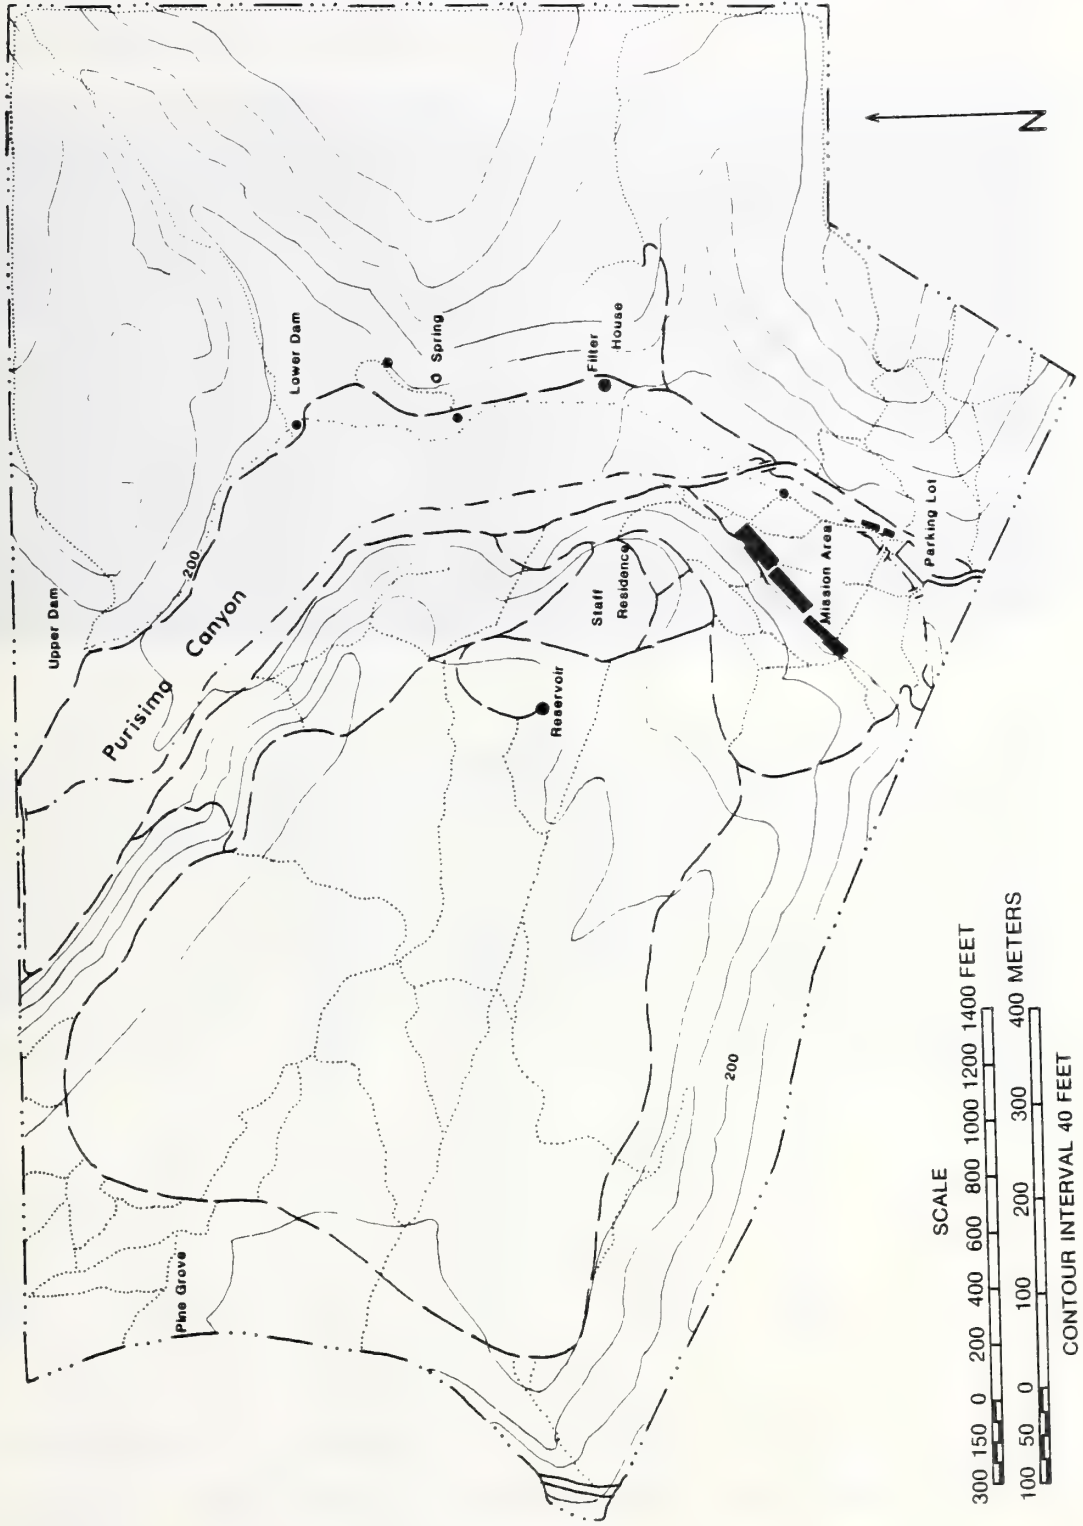 Upper Dam
Lower Dam
200
Purisima Canyon
O Spring
Filter
House
Staff
Residence
Reservoir
Mission Area
Parking Lot
Pine Grove
200
N
SCALE
300 150 0 200 400 600 800 1000 1200 1400 FEET
100 50 0 100 200 300 400 METERS
CONTOUR INTERVAL 40 FEET